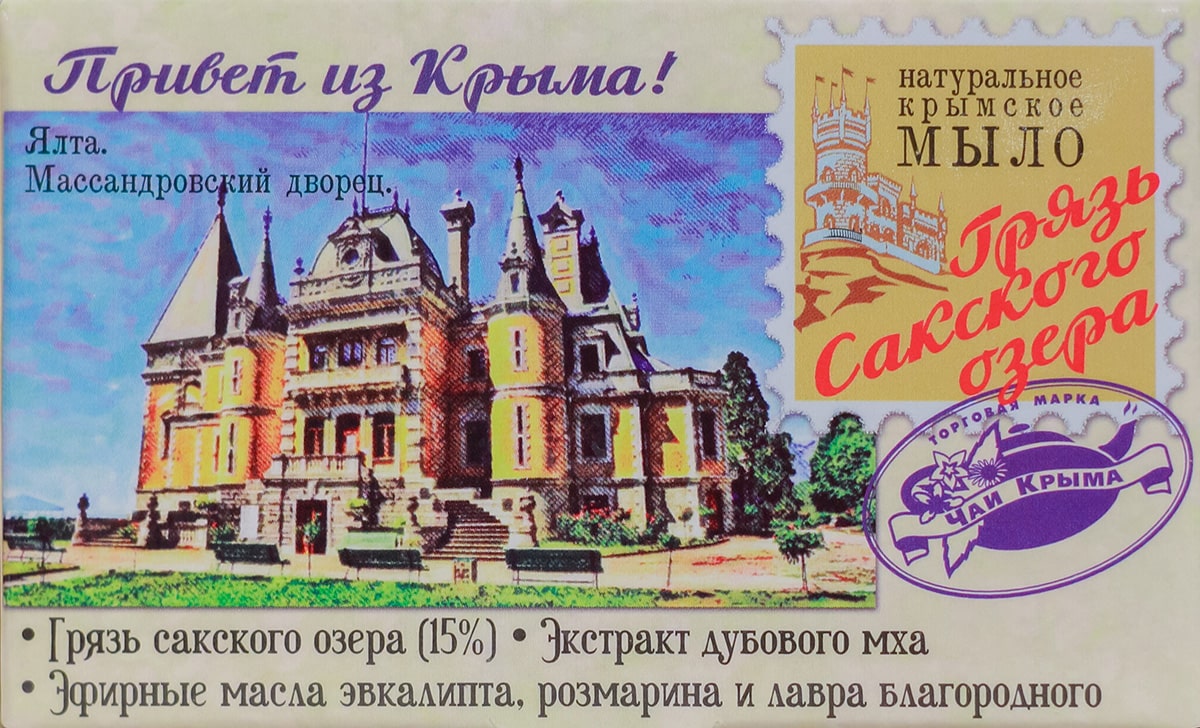 Привет из Крыма!
Ялта.
Массандровский дворец.
натуральное
крымское
МЫЛО
Грязь
Сакского
озера
ТОРГОВАЯ МАРКА
ЧАЙ КРЫМА
• Грязь сакского озера (15%) • Экстракт дубового мха
• Эфирные масла эвкалипта, розмарина и лавра благородного